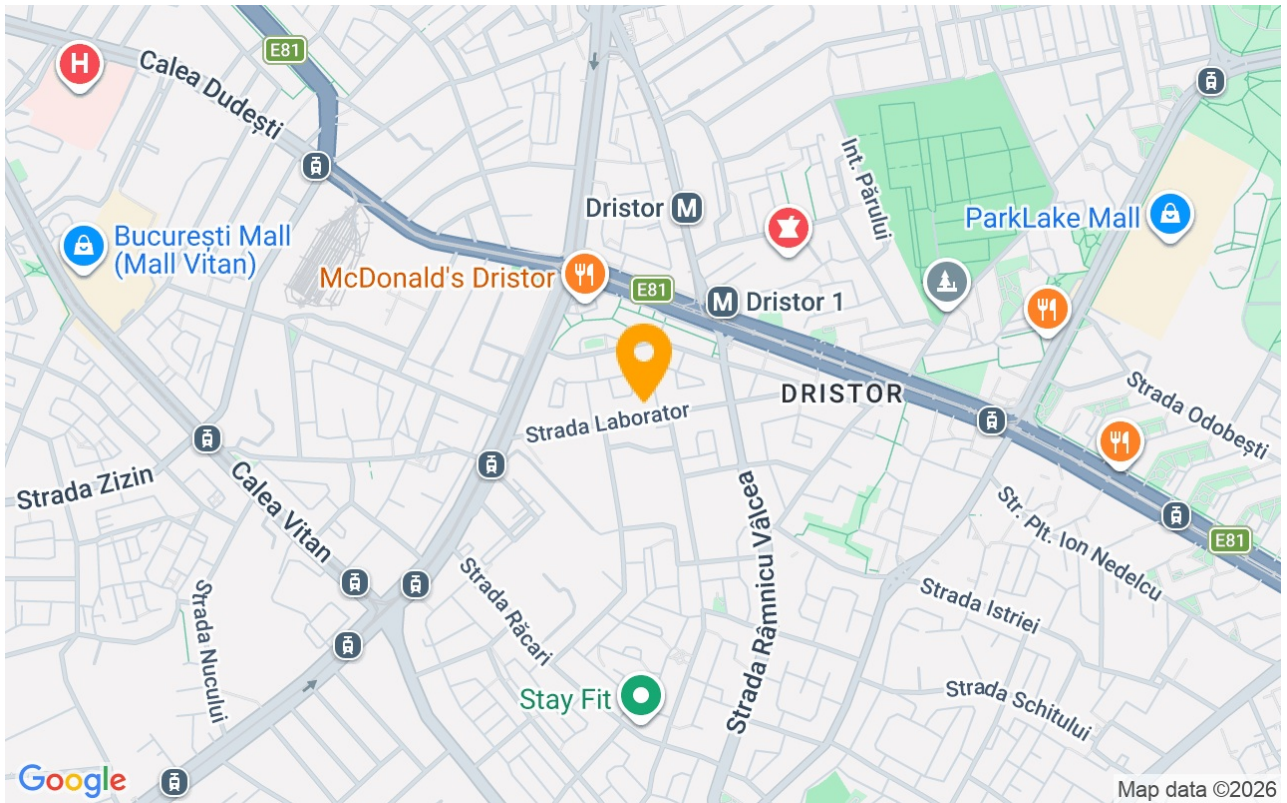 E81
H
Calea Dudești
Int. Părului
Dristor
M
ParkLake Mall
București Mall
(Mall Vitan)
McDonald's Dristor
E81
M
Dristor 1
DRISTOR
Strada Odobești
Strada Laborator
Strada Zizin
Calea Vitan
Strada Râmnicu Vâlcea
Str. Plt. Ion Nedelcu
E81
Strada Răcari
Strada Nucului
Strada Istriei
Stay Fit
Strada Schitului
Google
Map data ©2026